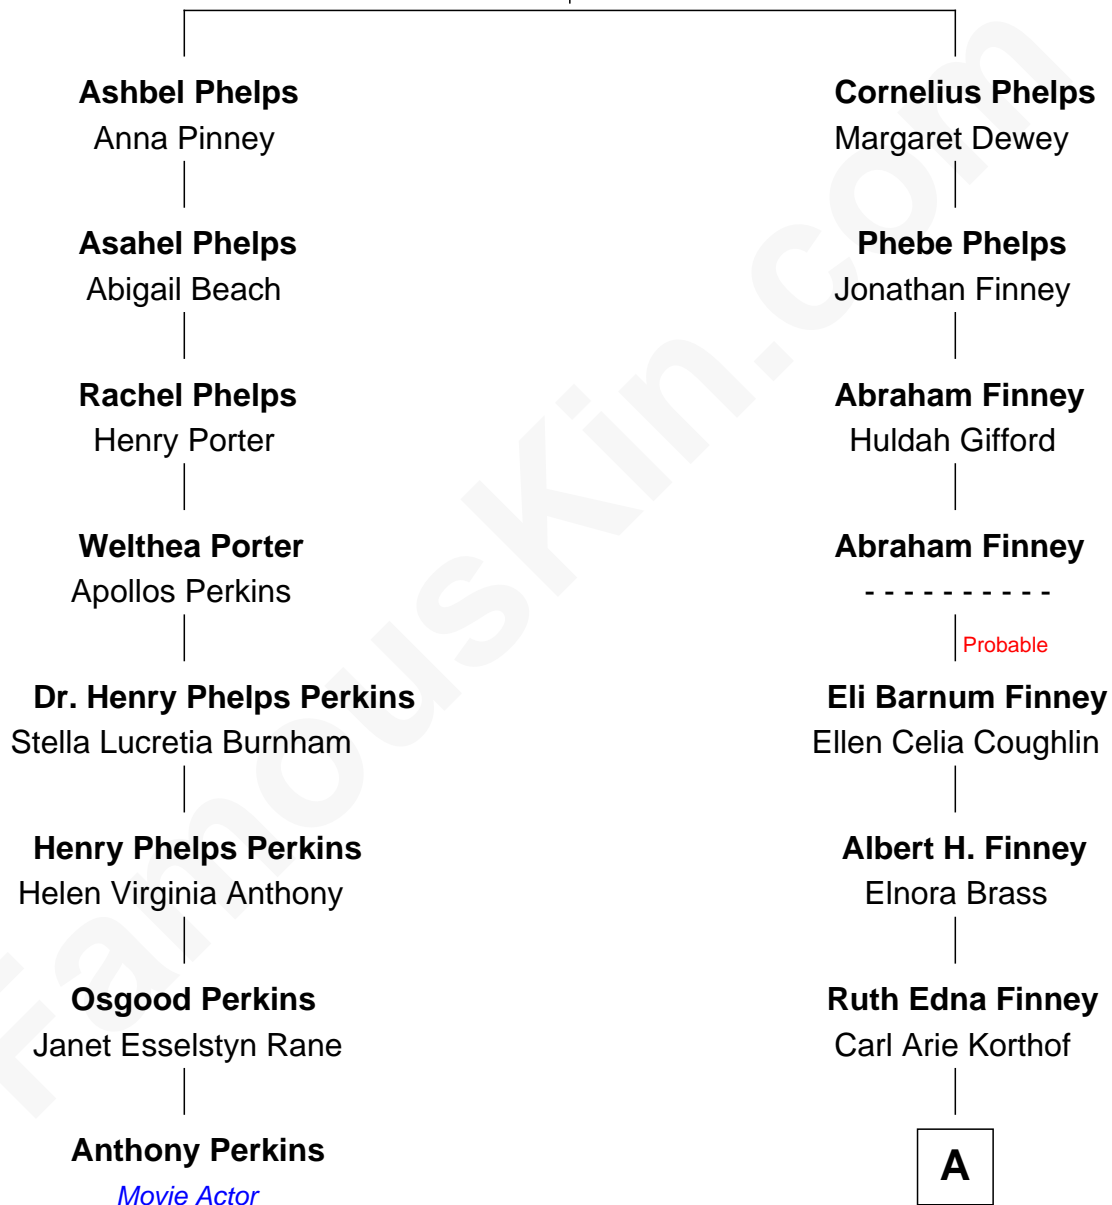 Ashbel Phelps
Anna Pinney
Asahel Phelps
Abigail Beach
Rachel Phelps
Henry Porter
Welthea Porter
Apollos Perkins
Dr. Henry Phelps Perkins
Stella Lucretia Burnham
Henry Phelps Perkins
Helen Virginia Anthony
Osgood Perkins
Janet Esselstyn Rane
Anthony Perkins
Movie Actor
Cornelius Phelps
Margaret Dewey
Phebe Phelps
Jonathan Finney
Abraham Finney
Huldah Gifford
Abraham Finney
- - - - - - - - - -
Probable
Eli Barnum Finney
Ellen Celia Coughlin
Albert H. Finney
Elnora Brass
Ruth Edna Finney
Carl Arie Korthof
A
FamousKin.com